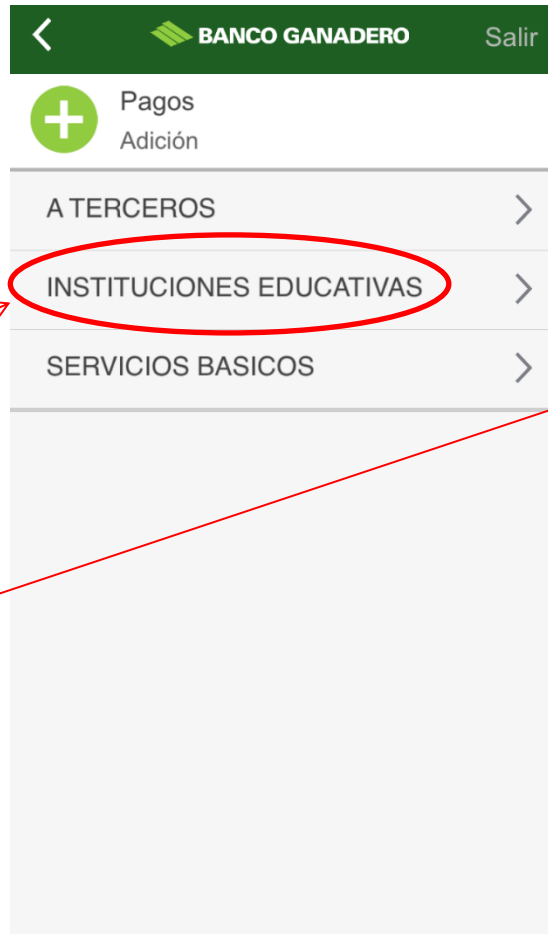 BANCO GANADERO Salir
Pagos
Adición
A TERCEROS
INSTITUCIONES EDUCATIVAS
SERVICIOS BASICOS